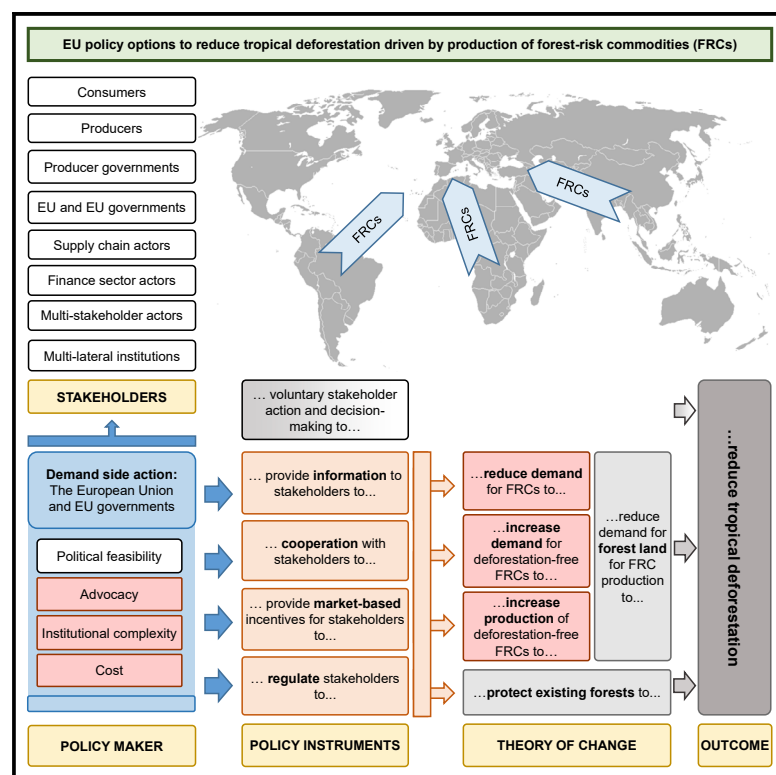 EU policy options to reduce tropical deforestation driven by production of forest-risk commodities (FRCs)
Consumers
Producers
Producer governments
EU and EU governments
Supply chain actors
Finance sector actors
Multi-stakeholder actors
Multi-lateral institutions
STAKEHOLDERS
FRCs
FRCs
FRCs
… voluntary stakeholder
action and decision-
making to…
Demand side action:
The European Union
and EU governments
Political feasibility
Advocacy
Institutional complexity
Cost
POLICY MAKER
… provide information to
stakeholders to...
… cooperation with
stakeholders to...
… provide market-based
incentives for stakeholders
to...
… regulate stakeholders
to…
POLICY INSTRUMENTS
…reduce demand
for FRCs to…
…increase
demand for
deforestation-free
FRCs to…
…increase
production of
deforestation-free
FRCs to…
…reduce
demand for
forest land
for FRC
production
to...
…protect existing forests to...
THEORY OF CHANGE
…reduce tropical deforestation
OUTCOME